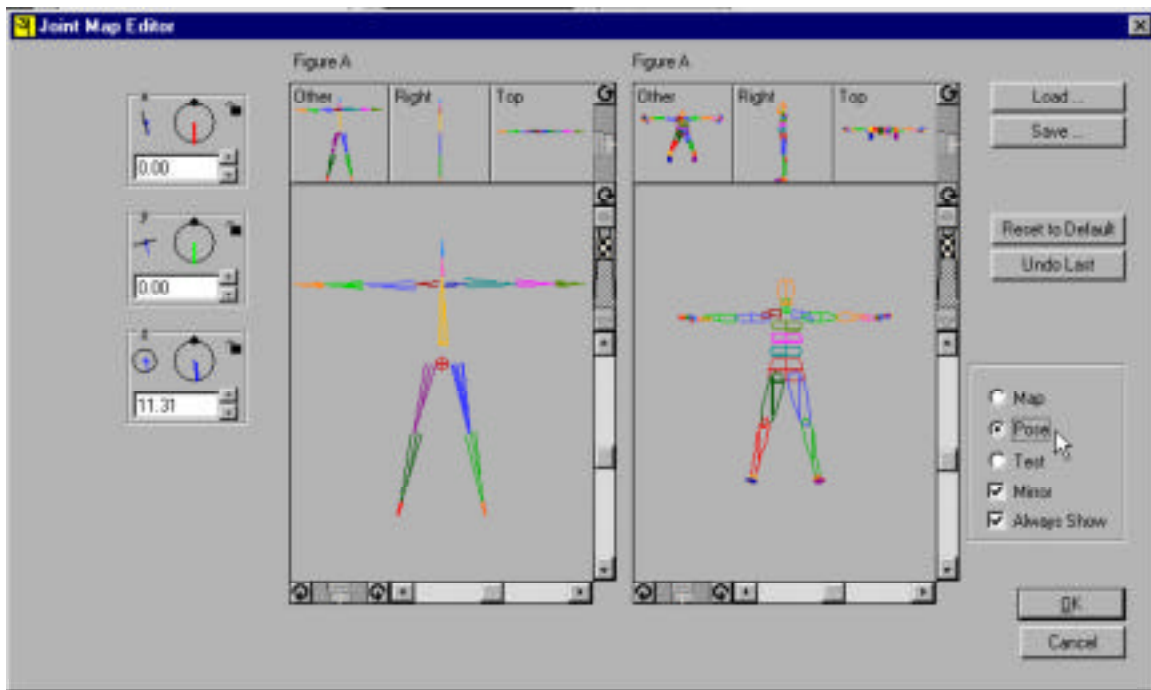 Joint Map Editor
Figure A
Figure A
Other Right Top
Other Right Top
x
0.00
y
0.00
z
11.31
Load ...
Save ...
Reset to Default
Undo Last
Map
Pose
Test
Mirror
Always Show
OK
Cancel